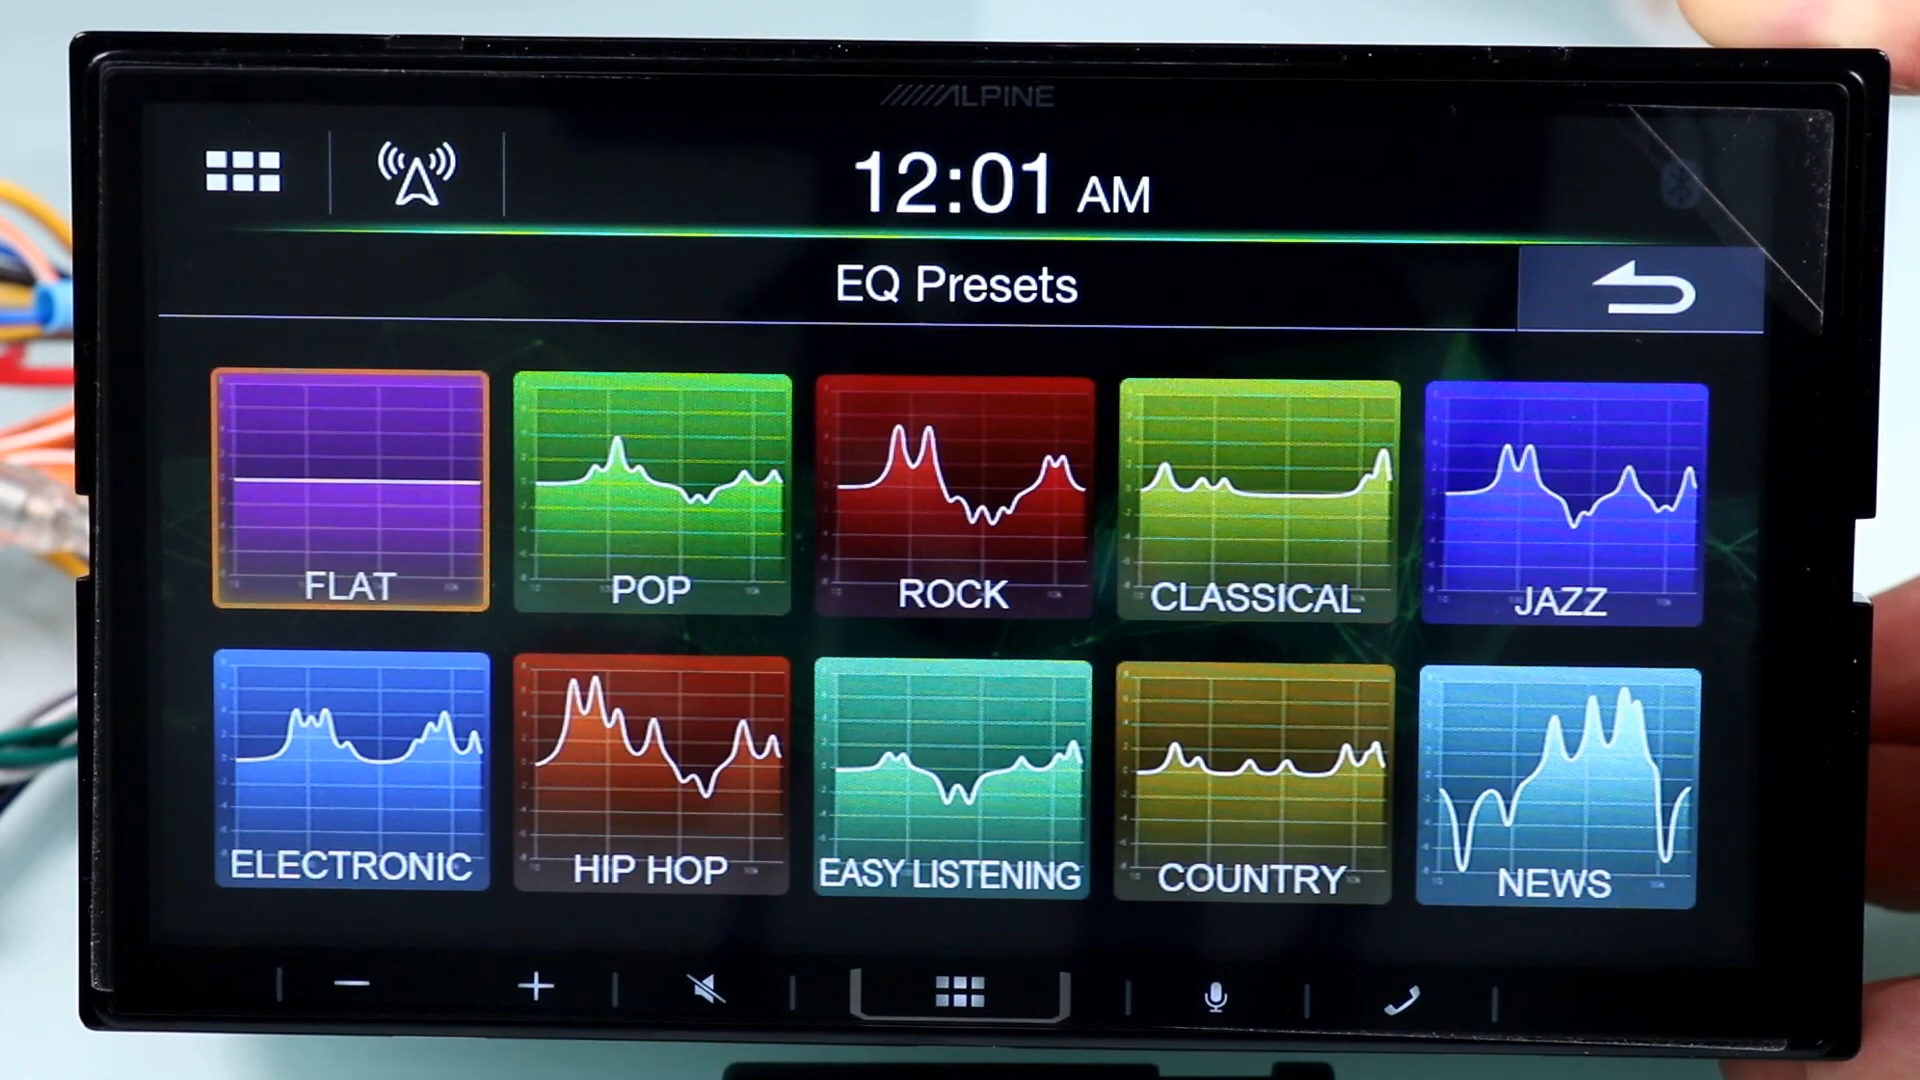 ALPINE
12:01 AM
EQ Presets
FLAT
POP
ROCK
CLASSICAL
JAZZ
ELECTRONIC
HIP HOP
EASY LISTENING
COUNTRY
NEWS